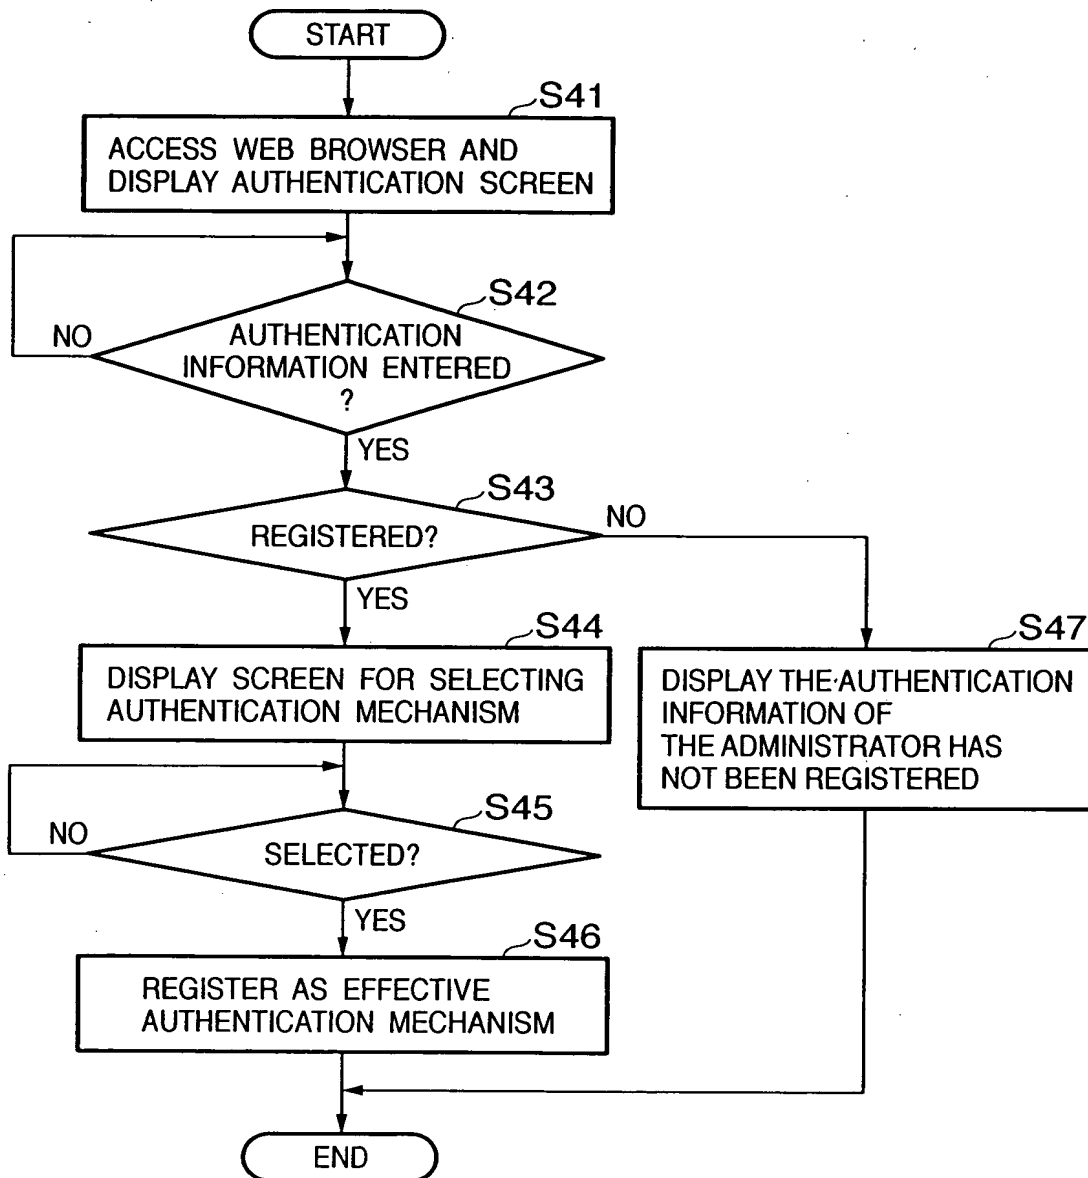 START
S41
ACCESS WEB BROWSER AND
DISPLAY AUTHENTICATION SCREEN
S42
NO
AUTHENTICATION
INFORMATION ENTERED
?
YES
S43
REGISTERED?
NO
YES
S44
DISPLAY SCREEN FOR SELECTING
AUTHENTICATION MECHANISM
S47
DISPLAY THE AUTHENTICATION
INFORMATION OF
THE ADMINISTRATOR HAS
NOT BEEN REGISTERED
S45
NO
SELECTED?
YES
S46
REGISTER AS EFFECTIVE
AUTHENTICATION MECHANISM
END